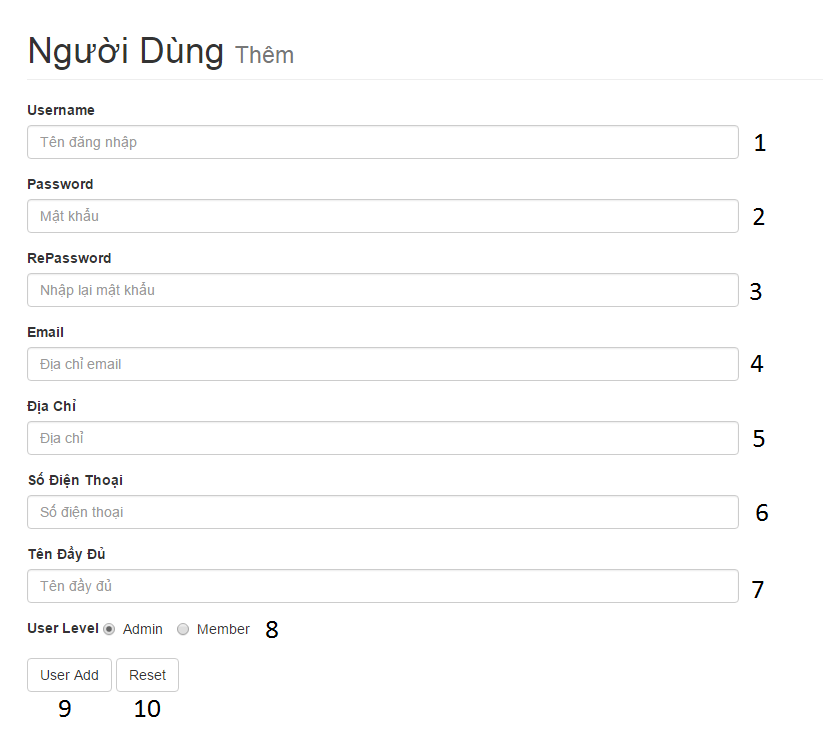 Người Dùng Thêm
Username
Tên đăng nhập 1
Password
Mật khẩu 2
RePassword
Nhập lại mật khẩu 3
Email
Địa chỉ email 4
Địa Chỉ
Địa chỉ 5
Số Điện Thoại
Số điện thoại 6
Tên Đầy Đủ
Tên đầy đủ 7
User Level Admin Member 8
User Add Reset
9 10